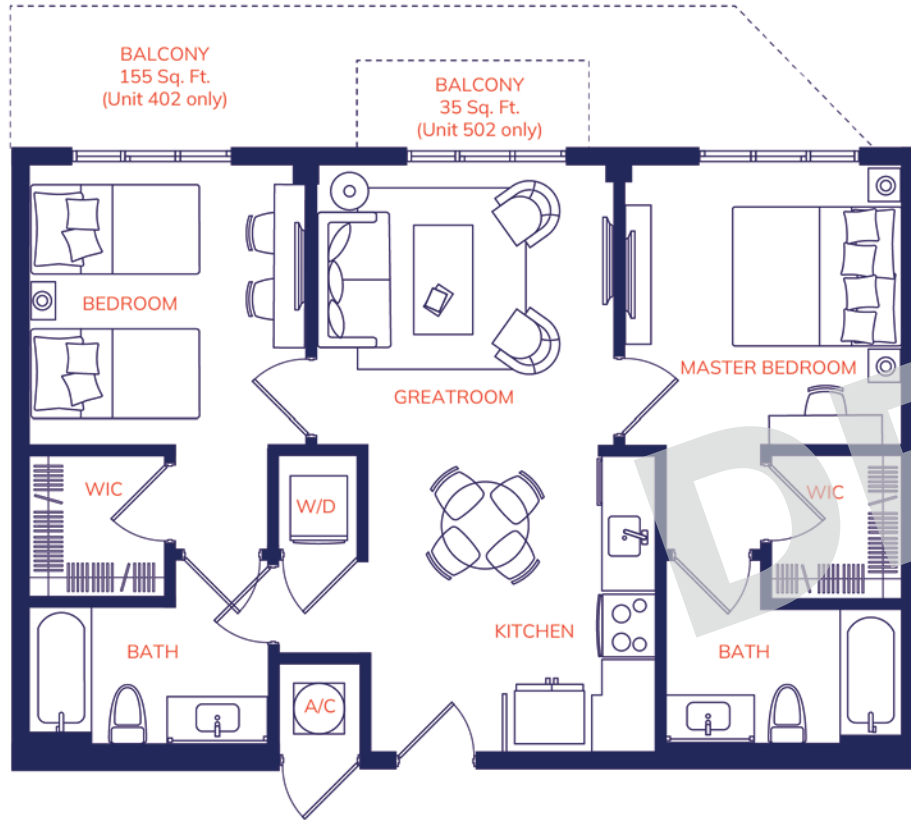 BALCONY
155 Sq. Ft.
(Unit 402 only)
BALCONY
35 Sq. Ft.
(Unit 502 only)
BEDROOM
GREATROOM
MASTER BEDROOM
WIC
W/D
WIC
KITCHEN
BATH
BATH
A/C